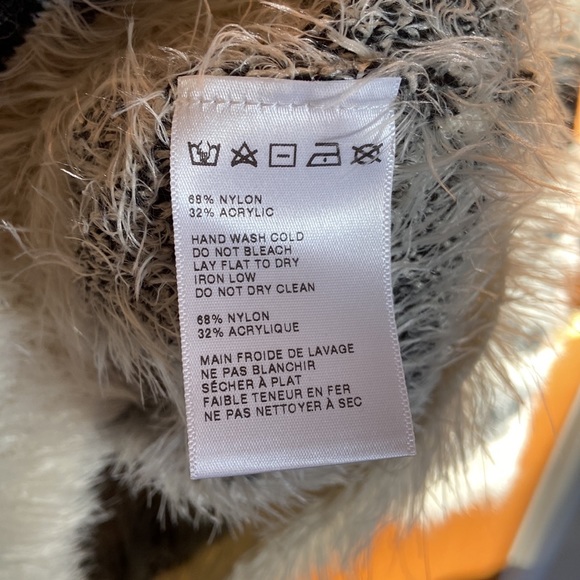 68% NYLON
32% ACRYLIC
HAND WASH COLD
DO NOT BLEACH
LAY FLAT TO DRY
IRON LOW
DO NOT DRY CLEAN
68% NYLON
32% ACRYLIQUE
MAIN FROIDE DE LAVAGE
NE PAS BLANCHIR
SÉCHER À PLAT
FAIBLE TENEUR EN FER
NE PAS NETTOYER À SEC